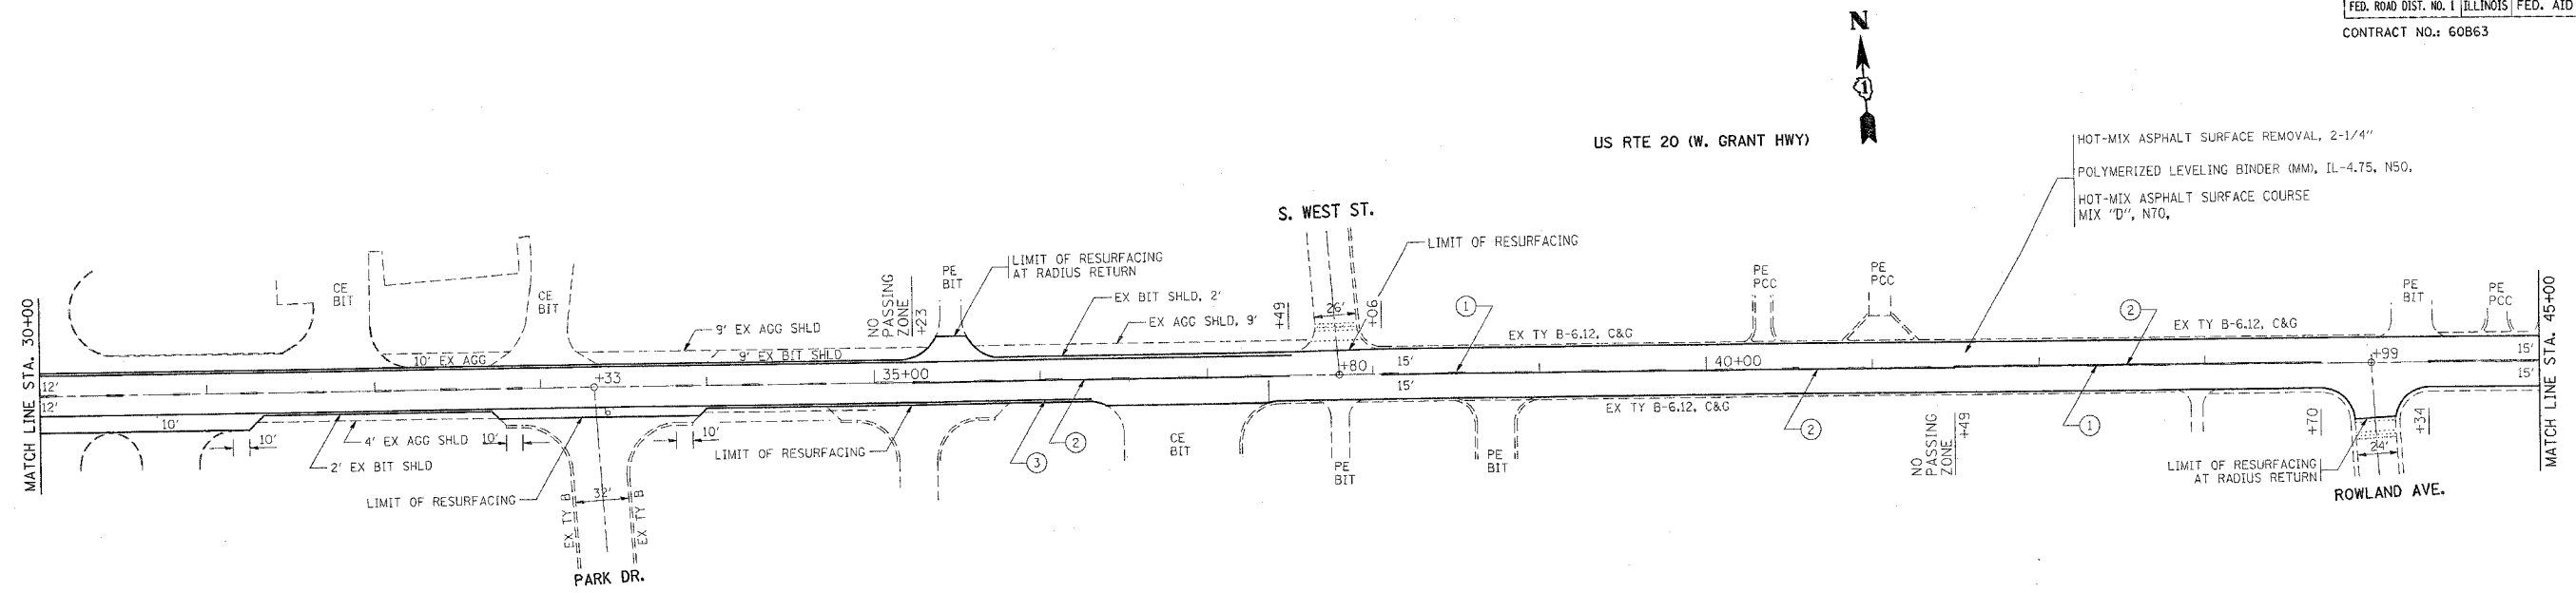 FED. ROAD DIST. NO. 1 ILLINOIS FED. AID
CONTRACT NO.: 60B63
N
1
US RTE 20 (W. GRANT HWY)
HOT-MIX ASPHALT SURFACE REMOVAL, 2-1/4"
POLYMERIZED LEVELING BINDER (MM), IL-4.75, N50,
HOT-MIX ASPHALT SURFACE COURSE
MIX "D", N70,
S. WEST ST.
LIMIT OF RESURFACING
LIMIT OF RESURFACING
AT RADIUS RETURN
MATCH LINE STA. 30+00
CE
BIT
CE
BIT
NO
PASSING
ZONE
+23
PE
BIT
EX BIT SHLD, 2'
EX AGG SHLD, 9'
+49
26'
+06
1
EX TY B-6.12, C&G
PE
PCC
PE
PCC
2
EX TY B-6.12, C&G
PE
BIT
PE
PCC
MATCH LINE STA. 45+00
9' EX AGG SHLD
10' EX AGG
9' EX BIT SHLD
12'
12'
+33
35+00
+80
15'
15'
40+00
+99
15'
15'
10'
10'
4' EX AGG SHLD
2' EX BIT SHLD
10'
6'
10'
LIMIT OF RESURFACING
LIMIT OF RESURFACING
3
2
CE
BIT
PE
BIT
PE
BIT
EX TY B-6.12, C&G
2
NO
PASSING
ZONE
+49
1
+70
24'
+34
LIMIT OF RESURFACING
AT RADIUS RETURN
ROWLAND AVE.
EX TY B
32'
EX TY B
PARK DR.